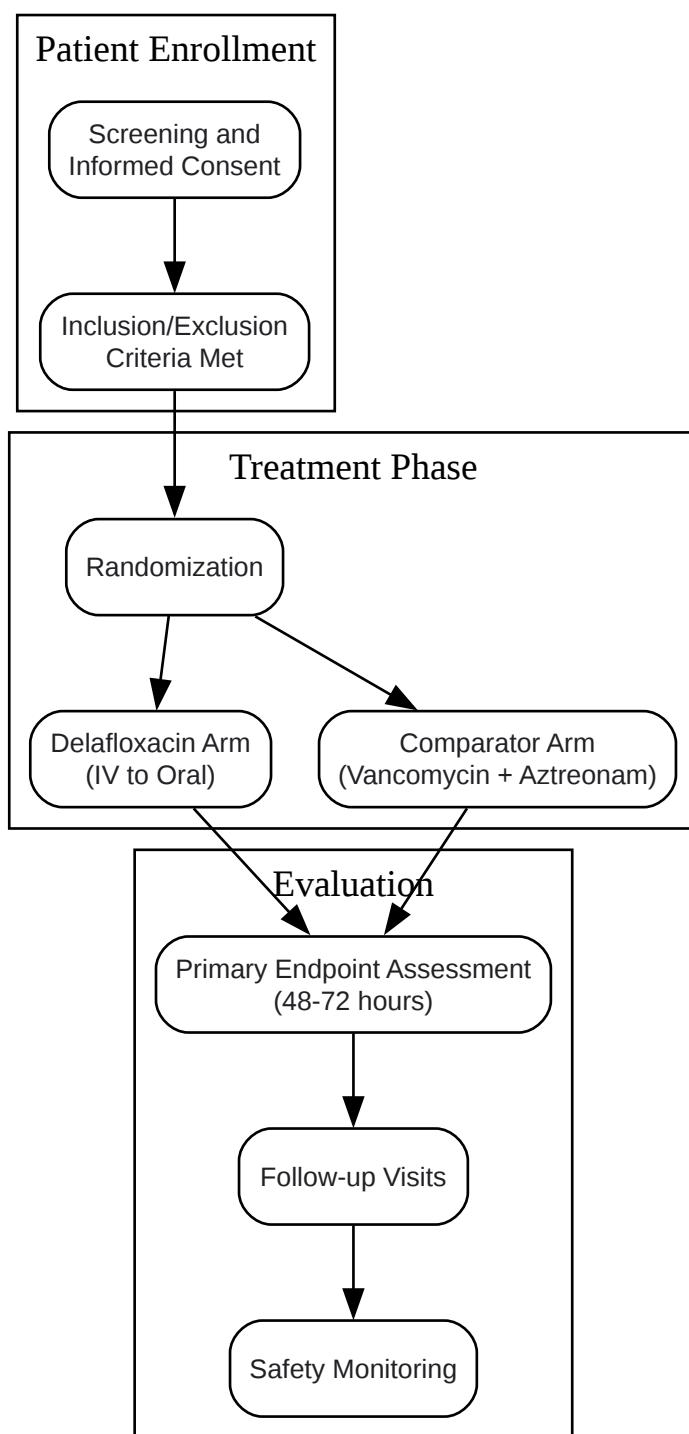 Patient Enrollment
Screening and
Informed Consent
Inclusion/Exclusion
Criteria Met
Treatment Phase
Randomization
Delafloxacin Arm
(IV to Oral)
Comparator Arm
(Vancomycin + Aztreonam)
Evaluation
Primary Endpoint Assessment
(48-72 hours)
Follow-up Visits
Safety Monitoring